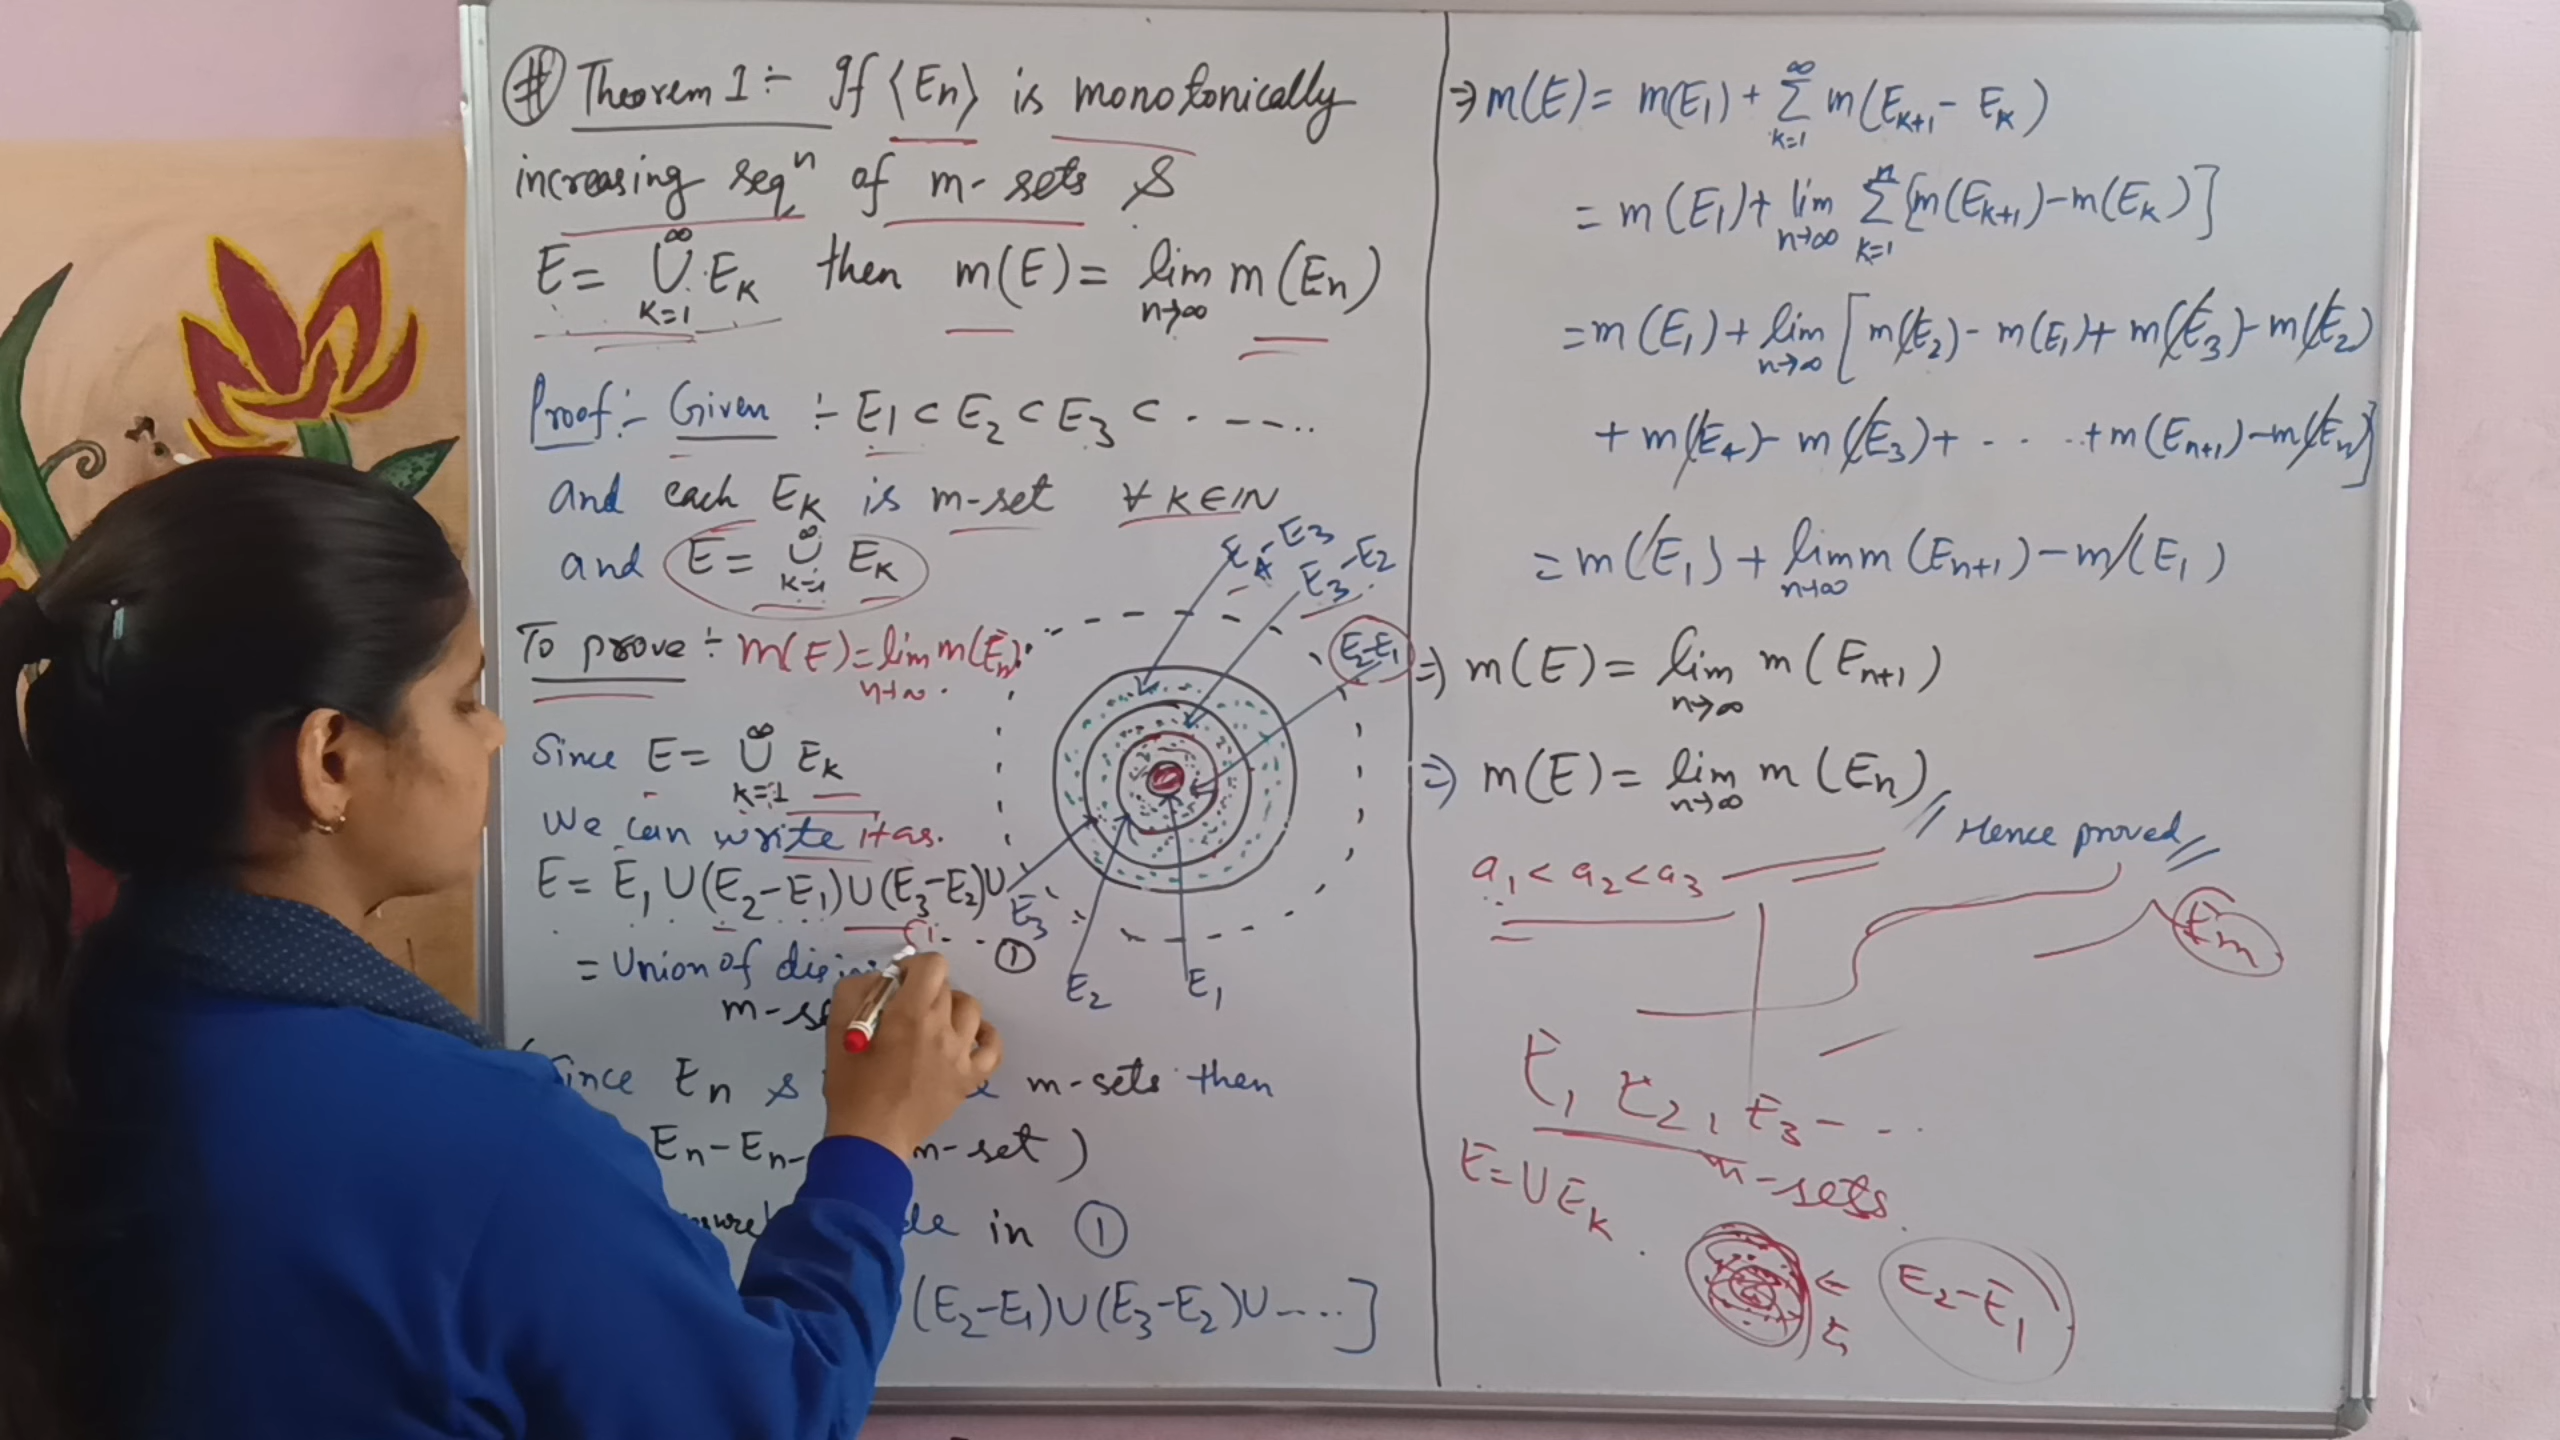 # Theorem 1 :- If ⟨En⟩ is monotonically
increasing seqⁿ of m-sets &
E = ∞∪k=1 Ek then m(E) = lim n→∞ m(En)
Proof :- Given :- E1 ⊂ E2 ⊂ E3 ⊂ . ----..
and each Ek is m-set ∀ k ∈ IN
and E = ∞∪k=1 Ek
To prove :- m(E) = lim n→∞ m(En).
Since E = ∞∪k=1 Ek
We can write it as.
E = E1 ∪ (E2-E1) ∪ (E3-E2) ∪
- - - ①
= Union of
m-
Since En & m-sets then
En - En- m-set )
in ①
(E2-E1) ∪ (E3-E2) ∪ ---..]
E4-E3
E3-E2
E2-E1
E3
E2
E1
⇒ m(E) = m(E1) + ∞Σk=1 m(Ek+1 - Ek)
= m(E1) + lim n→∞ nΣk=1 [m(Ek+1) - m(Ek)]
= m(E1) + lim n→∞ [m(E2) - m(E1) + m(E3) - m(E2)
+ m(E4) - m(E3) + . . . + m(En+1) - m(En)]
= m(E1) + lim n→∞ m(En+1) - m(E1)
⇒ m(E) = lim n→∞ m(En+1)
⇒ m(E) = lim n→∞ m(En)
// Hence proved //
a1 < a2 < a3
Em
E1, E2, E3 - - ..
m-sets
E = ∪Ek
E2-E1